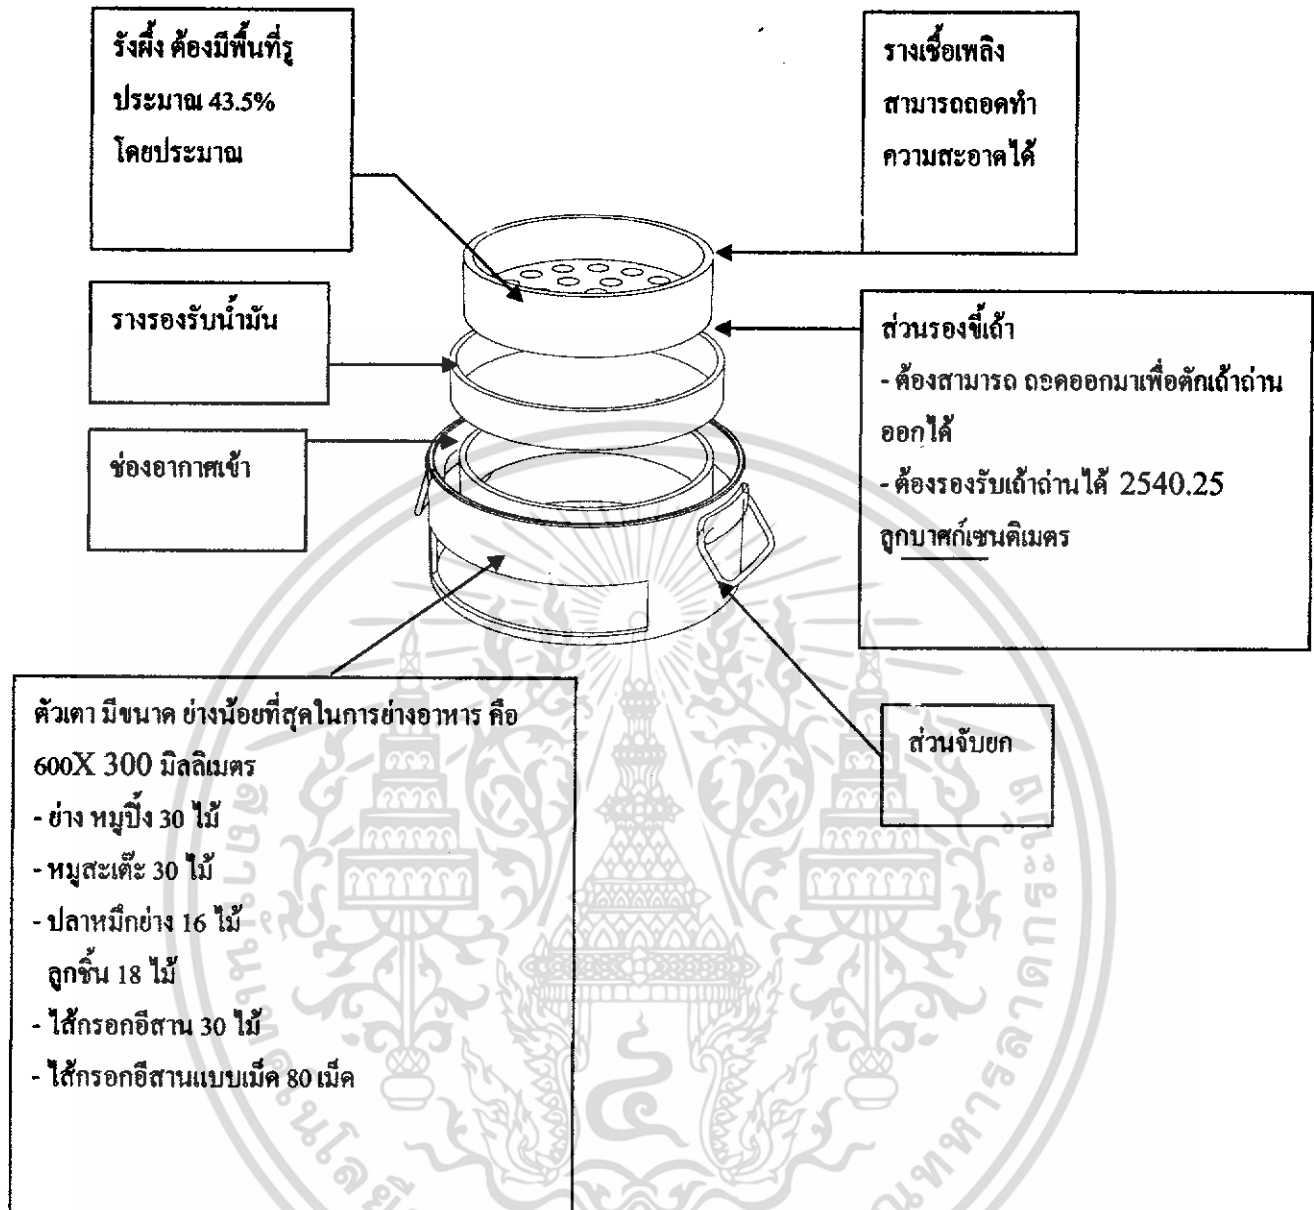 รังผึ้ง ต้องมีพื้นที่รู
ประมาณ 43.5%
โดยประมาณ
รางเชื้อเพลิง
สามารถถอดทำ
ความสะอาดได้
รางรองรับน้ำมัน
ส่วนรองขี้เถ้า
- ต้องสามารถ ถอดออกมาเพื่อตักเถ้าถ่าน
ออกได้
- ต้องรองรับเถ้าถ่านได้ 2540.25
ลูกบาศก์เซนติเมตร
ช่องอากาศเข้า
ตัวเตา มีขนาด ย่างน้อยที่สุดในการย่างอาหาร คือ
600X 300 มิลลิเมตร
- ย่าง หมูปิ้ง 30 ไม้
- หมูสะเต๊ะ 30 ไม้
- ปลาหมึกย่าง 16 ไม้
ลูกชิ้น 18 ไม้
- ไส้กรอกอีสาน 30 ไม้
- ไส้กรอกอีสานแบบเม็ด 80 เม็ด
ส่วนจับยก